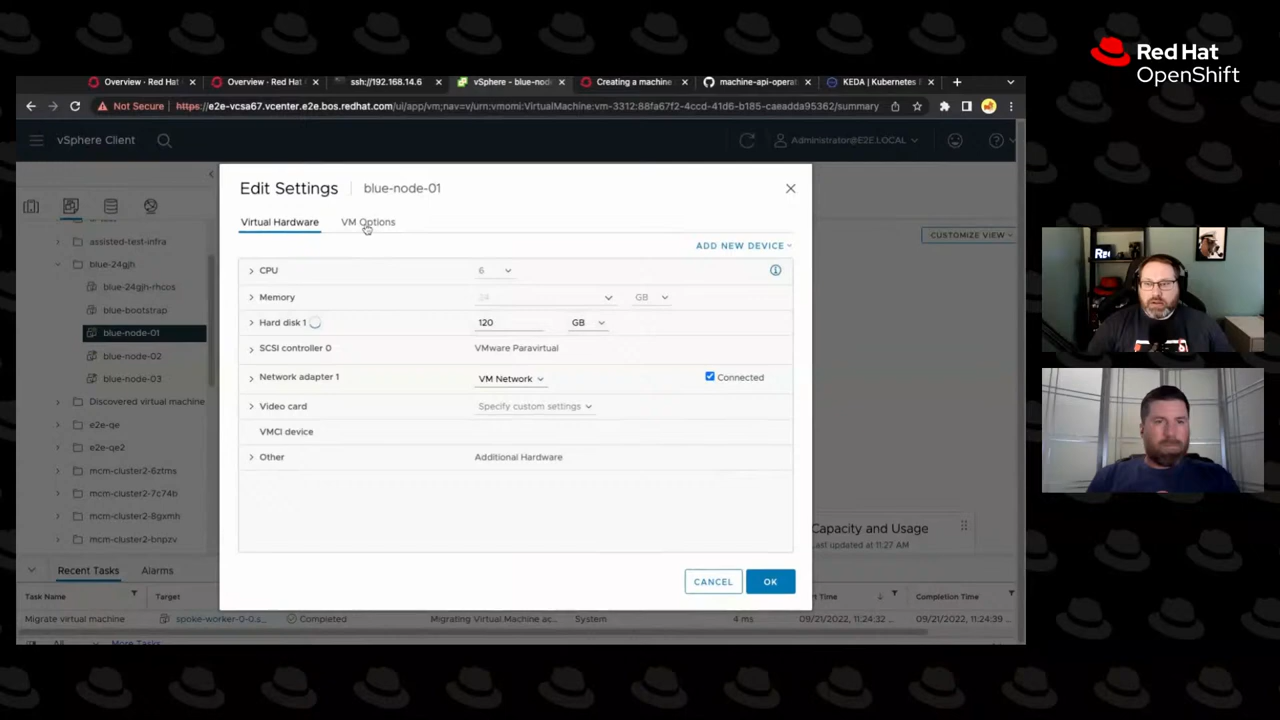 Red Hat
OpenShift
Overview · Red Hat
Overview · Red Hat
ssh://192.168.14.6
vSphere - blue-node
Creating a machine
machine-api-operat
KEDA | Kubernetes
Not Secure
https://e2e-vcsa67.vcenter.e2e.bos.redhat.com/ui/app/vm;nav=v/urn:vmomi:VirtualMachine:vm-3312:88fa67f2-4ccd-41d6-b185-caeadda95362/summary
vSphere Client
Administrator@E2E.LOCAL
Edit Settings
blue-node-01
Virtual Hardware
VM Options
ADD NEW DEVICE
CUSTOMIZE VIEW
assisted-test-infra
blue-24gjh
blue-24gjh-rhcos
blue-bootstrap
blue-node-01
blue-node-02
blue-node-03
Discovered virtual machine
e2e-qe
e2e-qe2
mcm-cluster2-6ztms
mcm-cluster2-7c74b
mcm-cluster2-8gxmh
mcm-cluster2-bnpzv
CPU
6
Memory
GB
Hard disk 1
120
GB
SCSI controller 0
VMware Paravirtual
Network adapter 1
VM Network
Connected
Video card
Specify custom settings
VMCI device
Other
Additional Hardware
CANCEL
OK
Capacity and Usage
Last updated at 11:27 AM
Recent Tasks
Alarms
Task Name
Target
Time
Completion Time
Migrate virtual machine
spoke-worker-0-0.s...
Completed
Migrating Virtual Machine ac...
System
4 ms
09/21/2022, 11:24:32 ...
09/21/2022, 11:24:39 ...
All
More Tasks